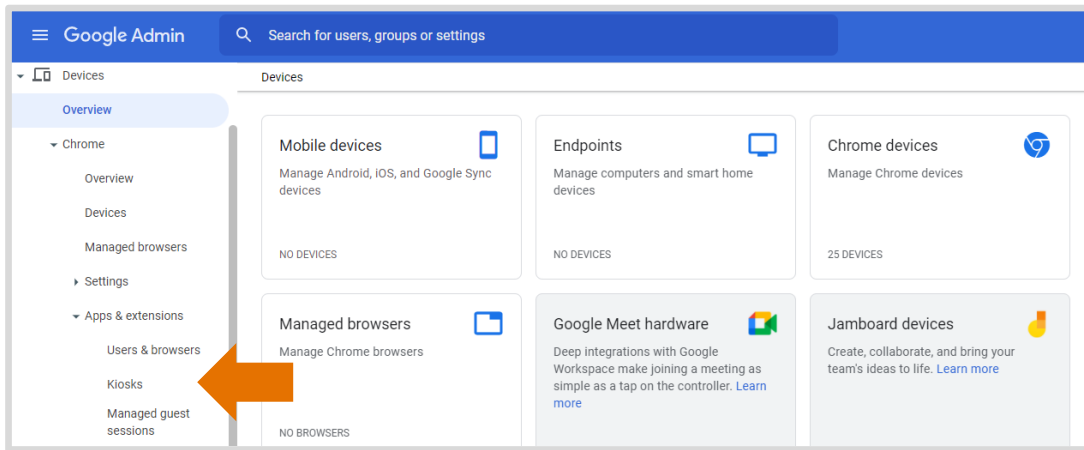 Google Admin
Search for users, groups or settings
Devices
Overview
Chrome
Overview
Devices
Managed browsers
Settings
Apps & extensions
Users & browsers
Kiosks
Managed guest
sessions
Devices
Mobile devices
Manage Android, iOS, and Google Sync
devices
NO DEVICES
Endpoints
Manage computers and smart home
devices
NO DEVICES
Chrome devices
Manage Chrome devices
25 DEVICES
Managed browsers
Manage Chrome browsers
NO BROWSERS
Google Meet hardware
Deep integrations with Google
Workspace make joining a meeting as
simple as a tap on the controller. Learn
more
Jamboard devices
Create, collaborate, and bring your
team's ideas to life. Learn more